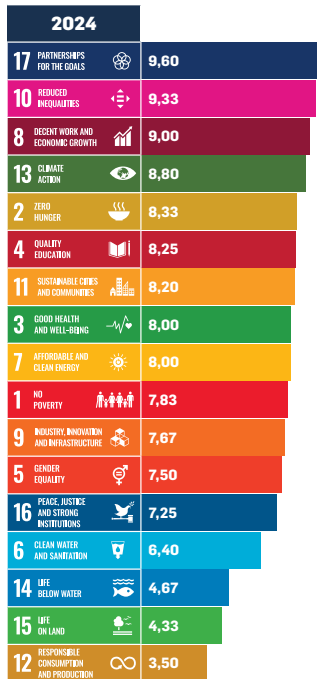 2024
17 PARTNERSHIPS
FOR THE GOALS
9,60
10 REDUCED
INEQUALITIES
9,33
8 DECENT WORK AND
ECONOMIC GROWTH
9,00
13 CLIMATE
ACTION
8,80
2 ZERO
HUNGER
8,33
4 QUALITY
EDUCATION
8,25
11 SUSTAINABLE CITIES
AND COMMUNITIES
8,20
3 GOOD HEALTH
AND WELL-BEING
8,00
7 AFFORDABLE AND
CLEAN ENERGY
8,00
1 NO
POVERTY
7,83
9 INDUSTRY, INNOVATION
AND INFRASTRUCTURE
7,67
5 GENDER
EQUALITY
7,50
16 PEACE, JUSTICE
AND STRONG
INSTITUTIONS
7,25
6 CLEAN WATER
AND SANITATION
6,40
14 LIFE
BELOW WATER
4,67
15 LIFE
ON LAND
4,33
12 RESPONSIBLE
CONSUMPTION
AND PRODUCTION
3,50